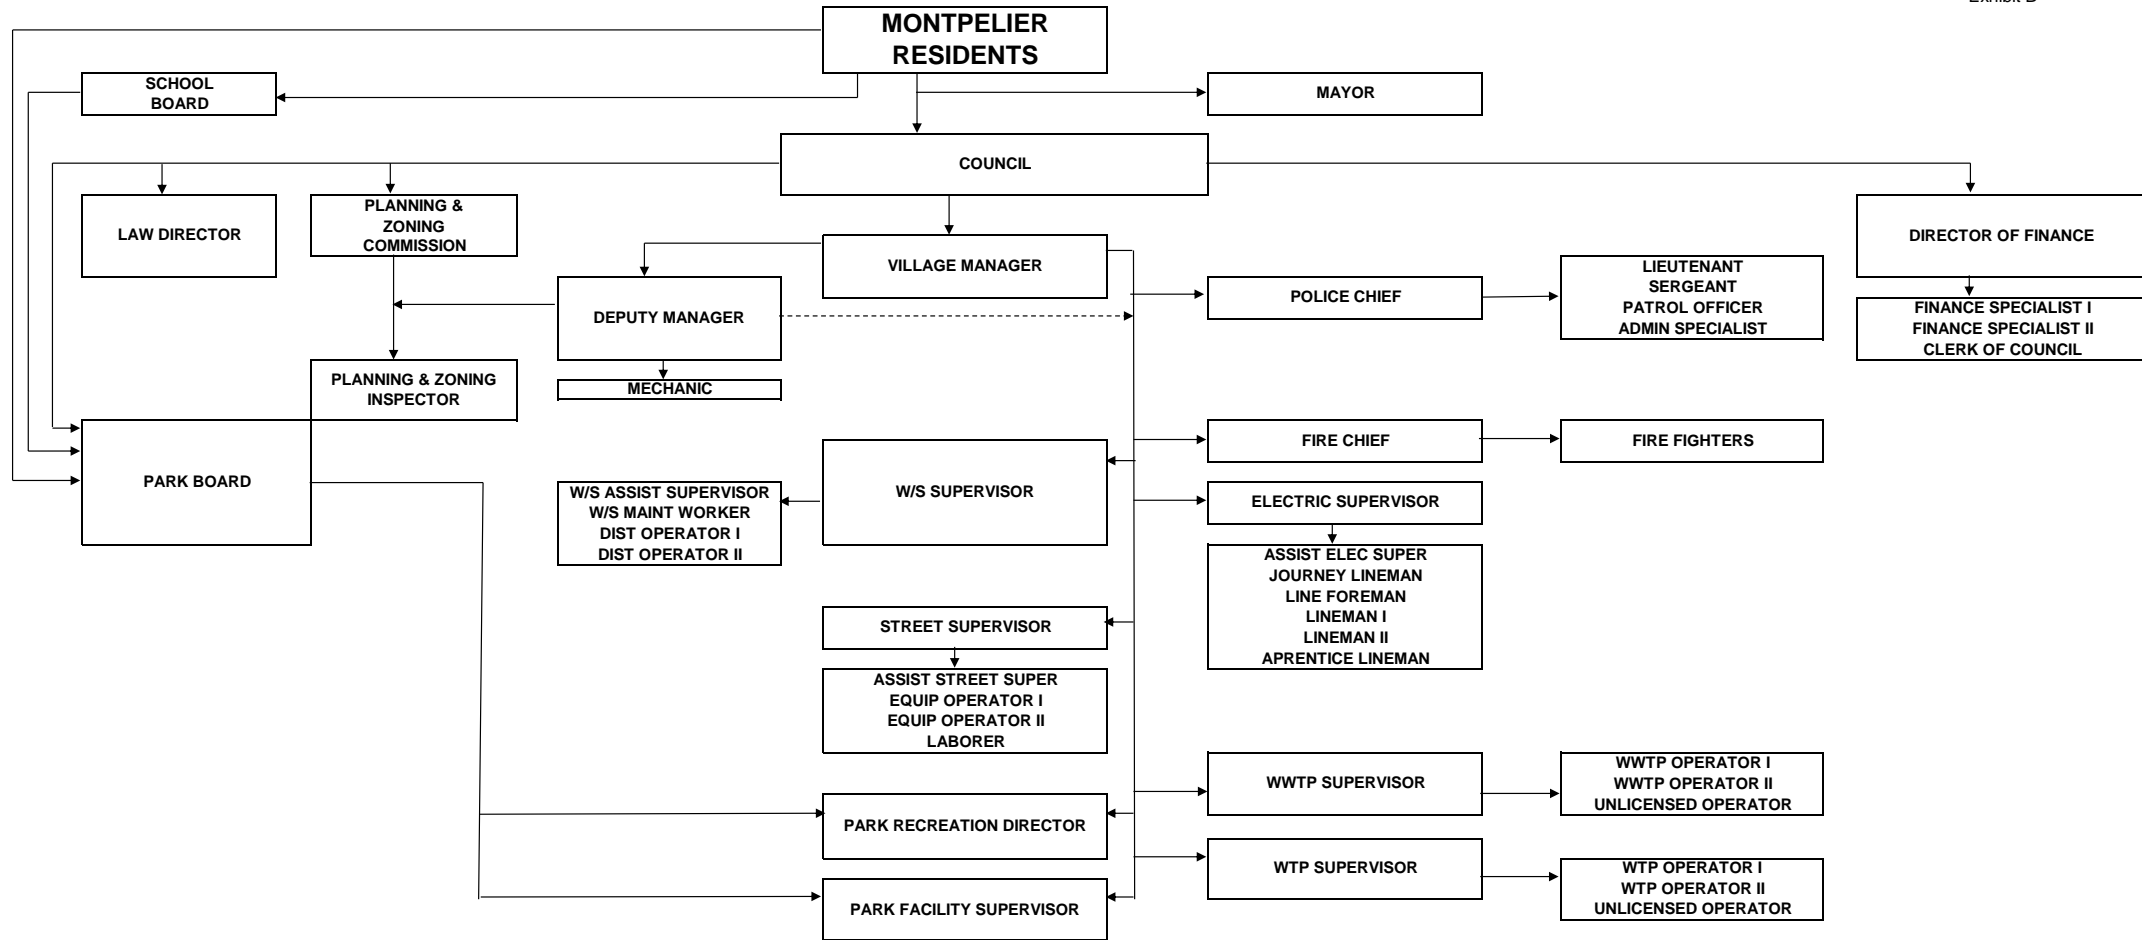 MONTPELIER
RESIDENTS
SCHOOL
BOARD
MAYOR
COUNCIL
LAW DIRECTOR
PLANNING &
ZONING
COMMISSION
VILLAGE MANAGER
DIRECTOR OF FINANCE
DEPUTY MANAGER
POLICE CHIEF
LIEUTENANT
SERGEANT
PATROL OFFICER
ADMIN SPECIALIST
FINANCE SPECIALIST I
FINANCE SPECIALIST II
CLERK OF COUNCIL
PLANNING & ZONING
INSPECTOR
MECHANIC
PARK BOARD
W/S ASSIST SUPERVISOR
W/S MAINT WORKER
DIST OPERATOR I
DIST OPERATOR II
W/S SUPERVISOR
FIRE CHIEF
FIRE FIGHTERS
ELECTRIC SUPERVISOR
ASSIST ELEC SUPER
JOURNEY LINEMAN
LINE FOREMAN
LINEMAN I
LINEMAN II
APRENTICE LINEMAN
STREET SUPERVISOR
ASSIST STREET SUPER
EQUIP OPERATOR I
EQUIP OPERATOR II
LABORER
WWTP SUPERVISOR
WWTP OPERATOR I
WWTP OPERATOR II
UNLICENSED OPERATOR
PARK RECREATION DIRECTOR
WTP SUPERVISOR
WTP OPERATOR I
WTP OPERATOR II
UNLICENSED OPERATOR
PARK FACILITY SUPERVISOR